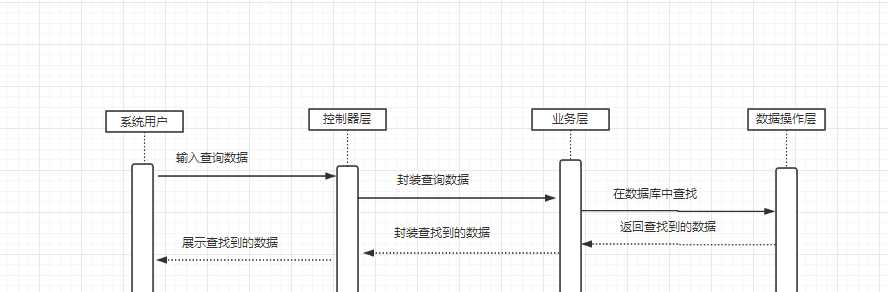 系统用户
控制器层
业务层
数据操作层
输入查询数据
封装查询数据
在数据库中查找
返回查找到的数据
封装查找到的数据
展示查找到的数据